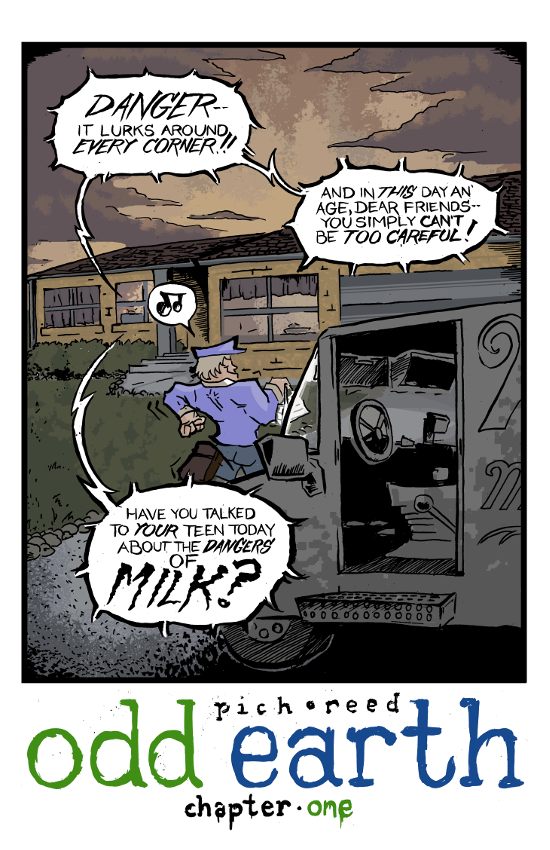 DANGER--
IT LURKS AROUND
EVERY CORNER!!
AND IN THIS DAY AN'
AGE, DEAR FRIENDS--
YOU SIMPLY CAN'T
BE TOO CAREFUL!
HAVE YOU TALKED
TO YOUR TEEN TODAY
ABOUT THE DANGERS
OF
MILK?
pich • reed
odd earth
chapter · one